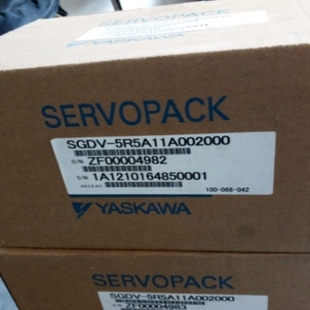 SERVOPACK
SGDV-5R5A11A002000
O/N ZF00004982
S/N 1A1210164850001
100-066-042
YASKAWA
SERVOPACK
SGDV-5R5A11A002000
ZF00004983